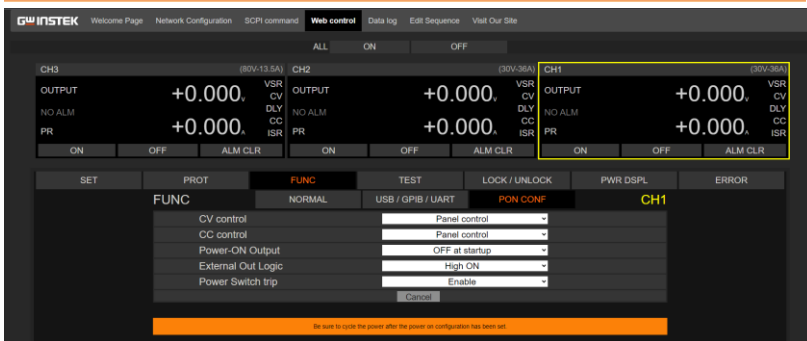 GW INSTEK Welcome Page Network Configuration SCPI command Web control Data log Edit Sequence Visit Our Site
ALL ON OFF
CH3 (80V-13.5A) CH2 (30V-36A) CH1 (30V-36A)
OUTPUT +0.000V VSR CV OUTPUT +0.000V VSR CV OUTPUT +0.000V VSR CV
NO ALM DLY NO ALM DLY NO ALM DLY
PR +0.000A CC ISR PR +0.000A CC ISR PR +0.000A CC ISR
ON OFF ALM CLR ON OFF ALM CLR ON OFF ALM CLR
SET PROT FUNC TEST LOCK / UNLOCK PWR DSPL ERROR
FUNC NORMAL USB / GPIB / UART PON CONF CH1
CV control Panel control
CC control Panel control
Power-ON Output OFF at startup
External Out Logic High ON
Power Switch trip Enable
Cancel
Be sure to cycle the power after the power on configuration has been set.